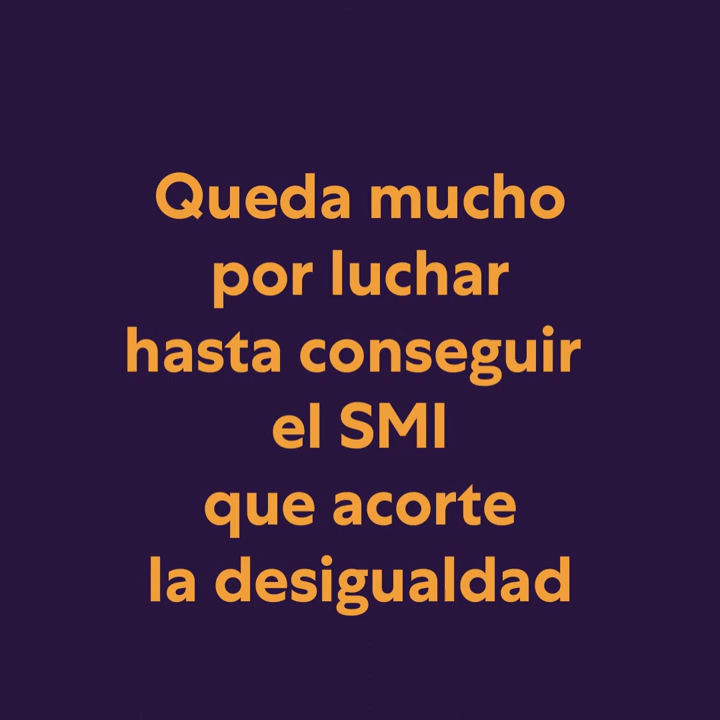 Queda mucho
por luchar
hasta conseguir
el SMI
que acorte
la desigualdad